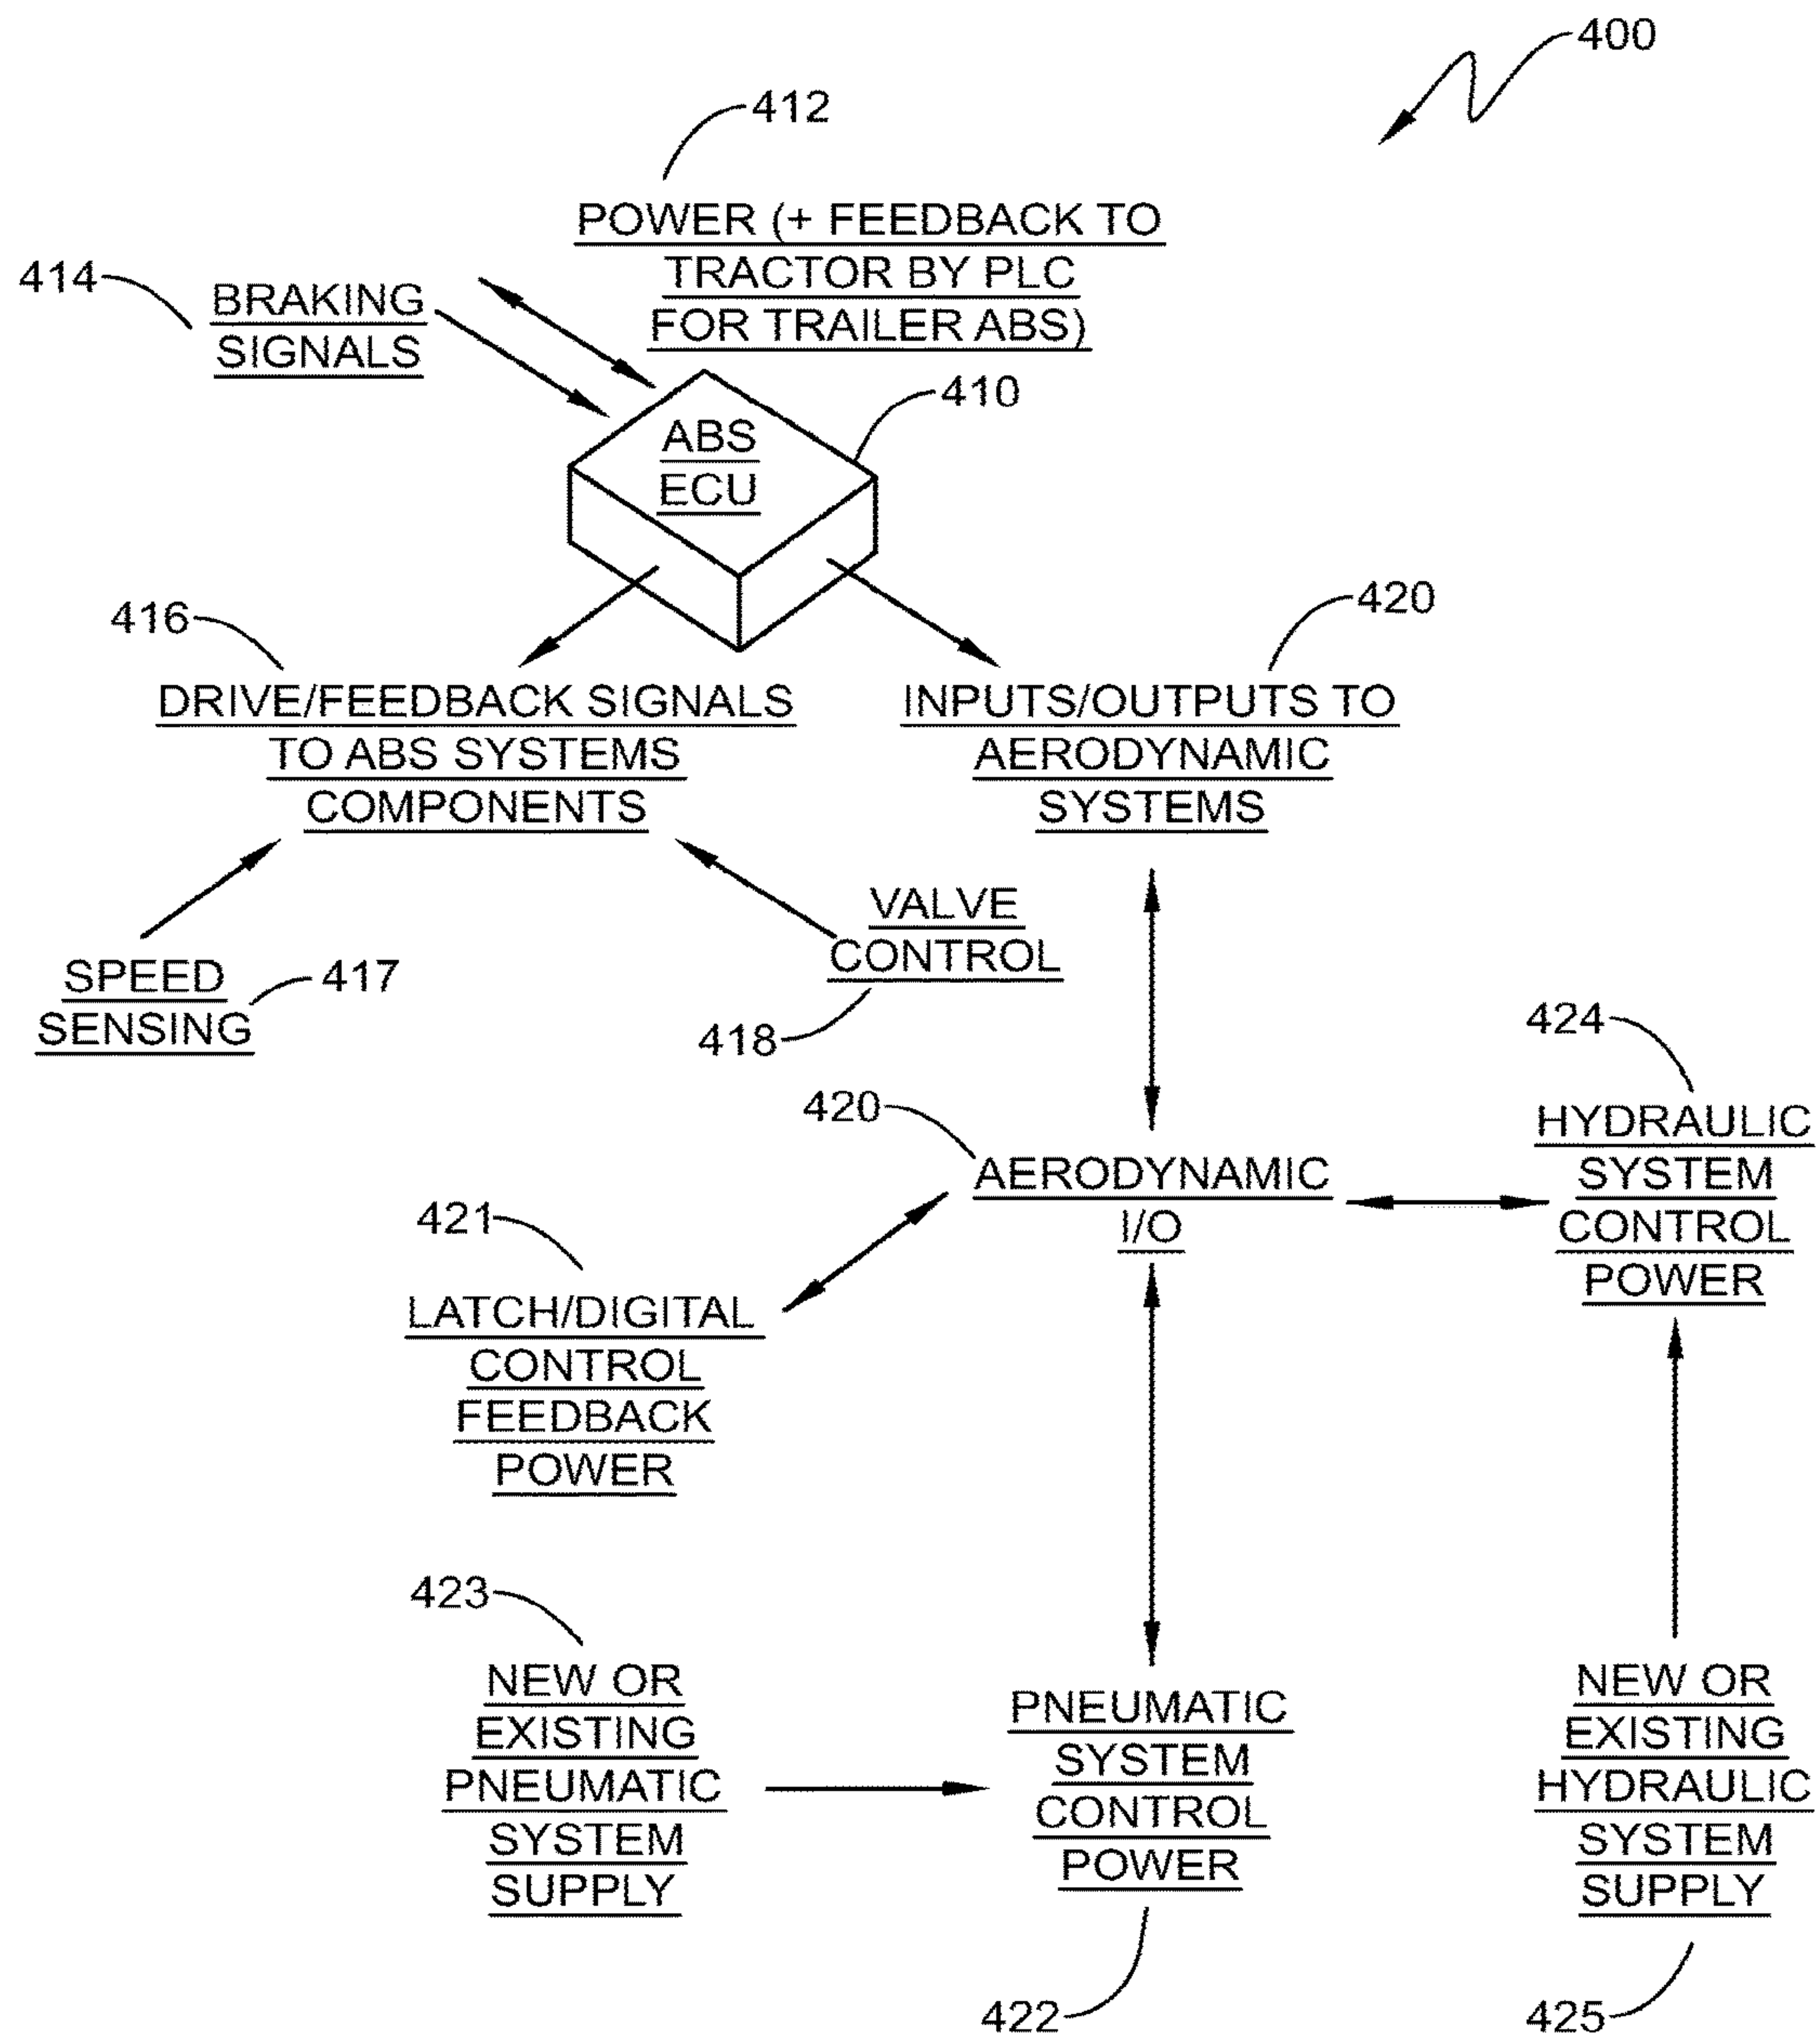 400
412
POWER (+ FEEDBACK TO
TRACTOR BY PLC
FOR TRAILER ABS)
414
BRAKING
SIGNALS
410
ABS
ECU
416
DRIVE/FEEDBACK SIGNALS
TO ABS SYSTEMS
COMPONENTS
420
INPUTS/OUTPUTS TO
AERODYNAMIC
SYSTEMS
SPEED
SENSING
417
VALVE
CONTROL
418
424
HYDRAULIC
SYSTEM
CONTROL
POWER
420
AERODYNAMIC
I/O
421
LATCH/DIGITAL
CONTROL
FEEDBACK
POWER
423
NEW OR
EXISTING
PNEUMATIC
SYSTEM
SUPPLY
PNEUMATIC
SYSTEM
CONTROL
POWER
422
NEW OR
EXISTING
HYDRAULIC
SYSTEM
SUPPLY
425